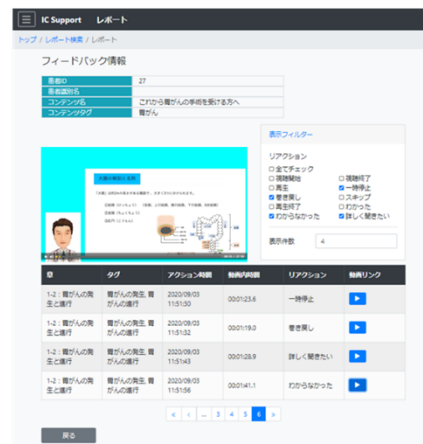 IC Support レポート
トップ / レポート検索 / レポート
フィードバック情報
患者ID 27
患者識別名
コンテンツ名 これから胃がんの手術を受ける方へ
コンテンツタグ 胃がん
表示フィルター
リアクション
全てチェック
視聴開始 視聴終了
再生 一時停止
巻き戻し スキップ
再生終了 わかった
わからなかった 詳しく聞きたい
表示件数 4
章 タグ アクション時間 動画内時間 リアクション 動画リンク
1-2:胃がんの発生と進行 胃がんの発生, 胃がんの進行 2020/09/03 11:51:30 00:01:23.6 一時停止
1-2:胃がんの発生と進行 胃がんの発生, 胃がんの進行 2020/09/03 11:51:32 00:01:19.0 巻き戻し
1-2:胃がんの発生と進行 胃がんの発生, 胃がんの進行 2020/09/03 11:51:43 00:01:28.9 詳しく聞きたい
1-2:胃がんの発生と進行 胃がんの発生, 胃がんの進行 2020/09/03 11:51:56 00:01:41.1 わからなかった
« ‹ ... 3 4 5 6 »
戻る